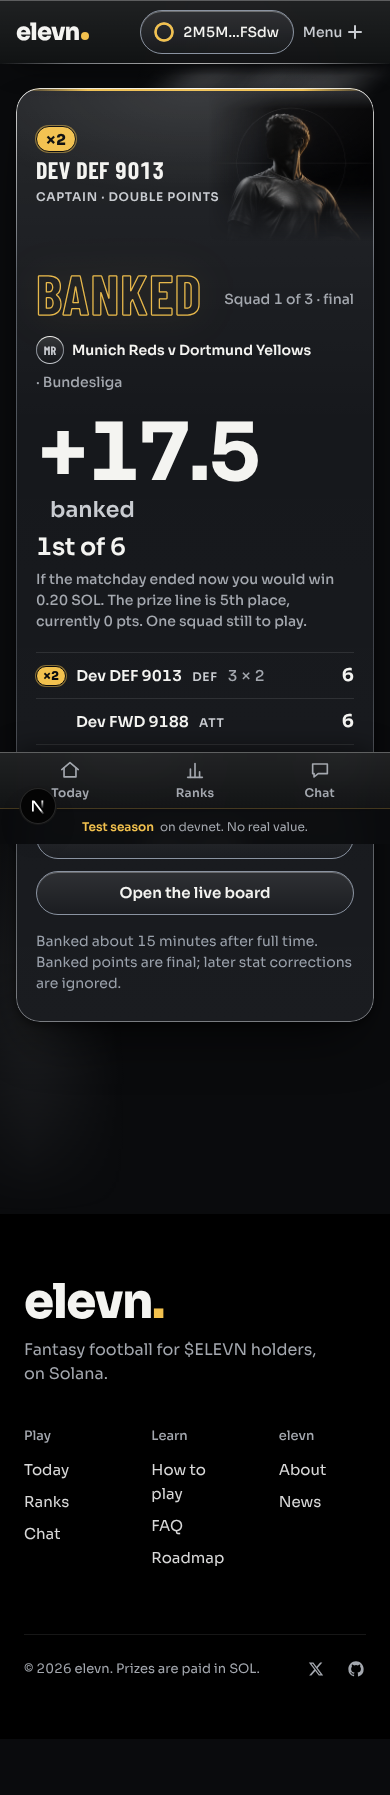 elevn.
2M5M...FSdw
Menu
×2
DEV DEF 9013
CAPTAIN · DOUBLE POINTS
BANKED
Squad 1 of 3 · final
MR
Munich Reds v Dortmund Yellows
· Bundesliga
+17.5
banked
1st of 6
If the matchday ended now you would win
0.20 SOL. The prize line is 5th place,
currently 0 pts. One squad still to play.
×2 Dev DEF 9013 DEF 3 × 2 6
Dev FWD 9188 ATT 6
Today
Ranks
Chat
N
Test season on devnet. No real value.
Open the live board
Banked about 15 minutes after full time.
Banked points are final; later stat corrections
are ignored.
elevn.
Fantasy football for $ELEVN holders,
on Solana.
Play
Today
Ranks
Chat
Learn
How to
play
FAQ
Roadmap
elevn
About
News
© 2026 elevn. Prizes are paid in SOL.